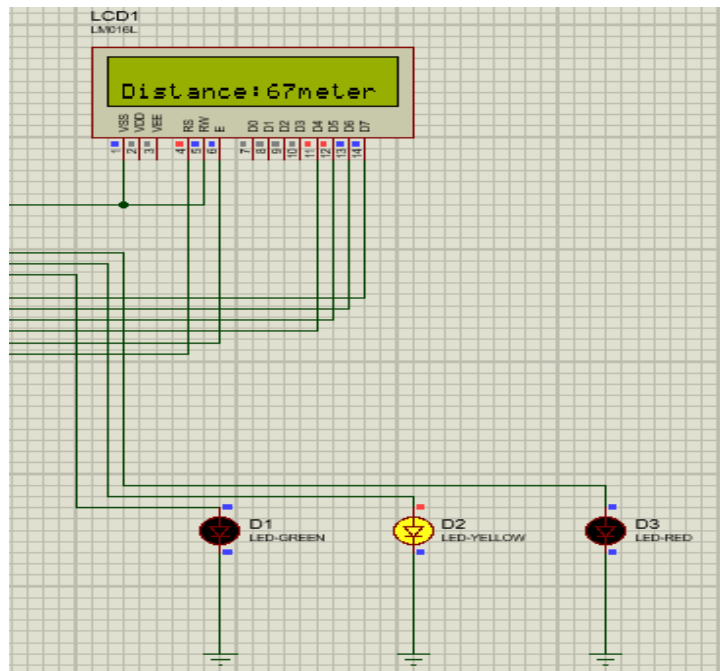 LCD1
LM016L
Distance:67meter
VSS VDD VEE RS RW E D0 D1 D2 D3 D4 D5 D6 D7
1 2 3 4 5 6 7 8 9 10 11 12 13 14
D1 D2 D3
LED-GREEN LED-YELLOW LED-RED